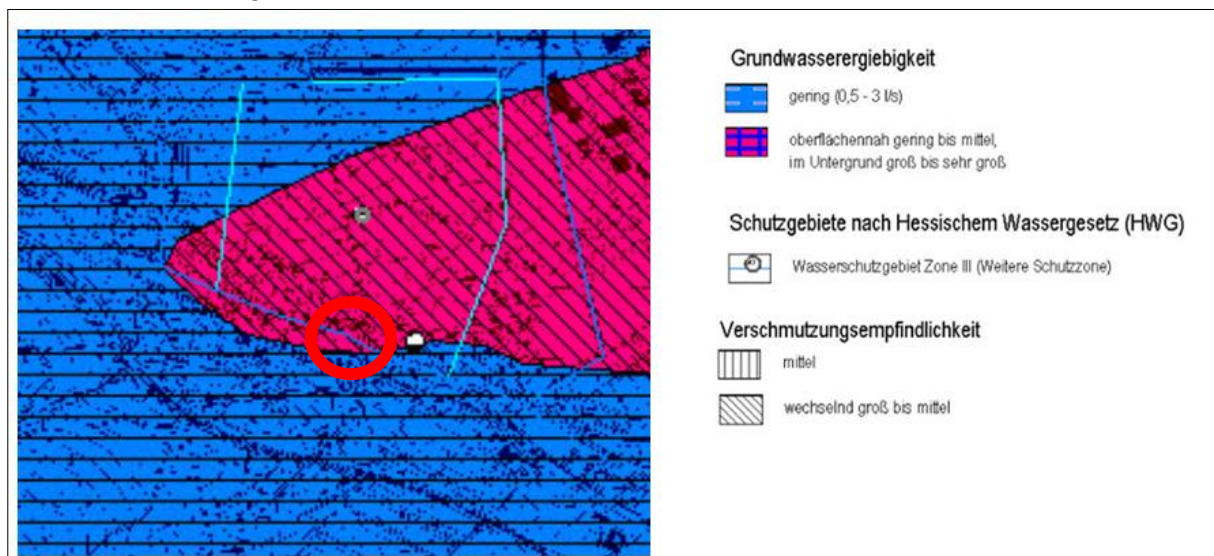 Grundwasserergiebigkeit
gering (0,5 - 3 l/s)
oberflächennah gering bis mittel,
im Untergrund groß bis sehr groß
Schutzgebiete nach Hessischem Wassergesetz (HWG)
Wasserschutzgebiet Zone III (Weitere Schutzzone)
Verschmutzungsempfindlichkeit
mittel
wechselnd groß bis mittel